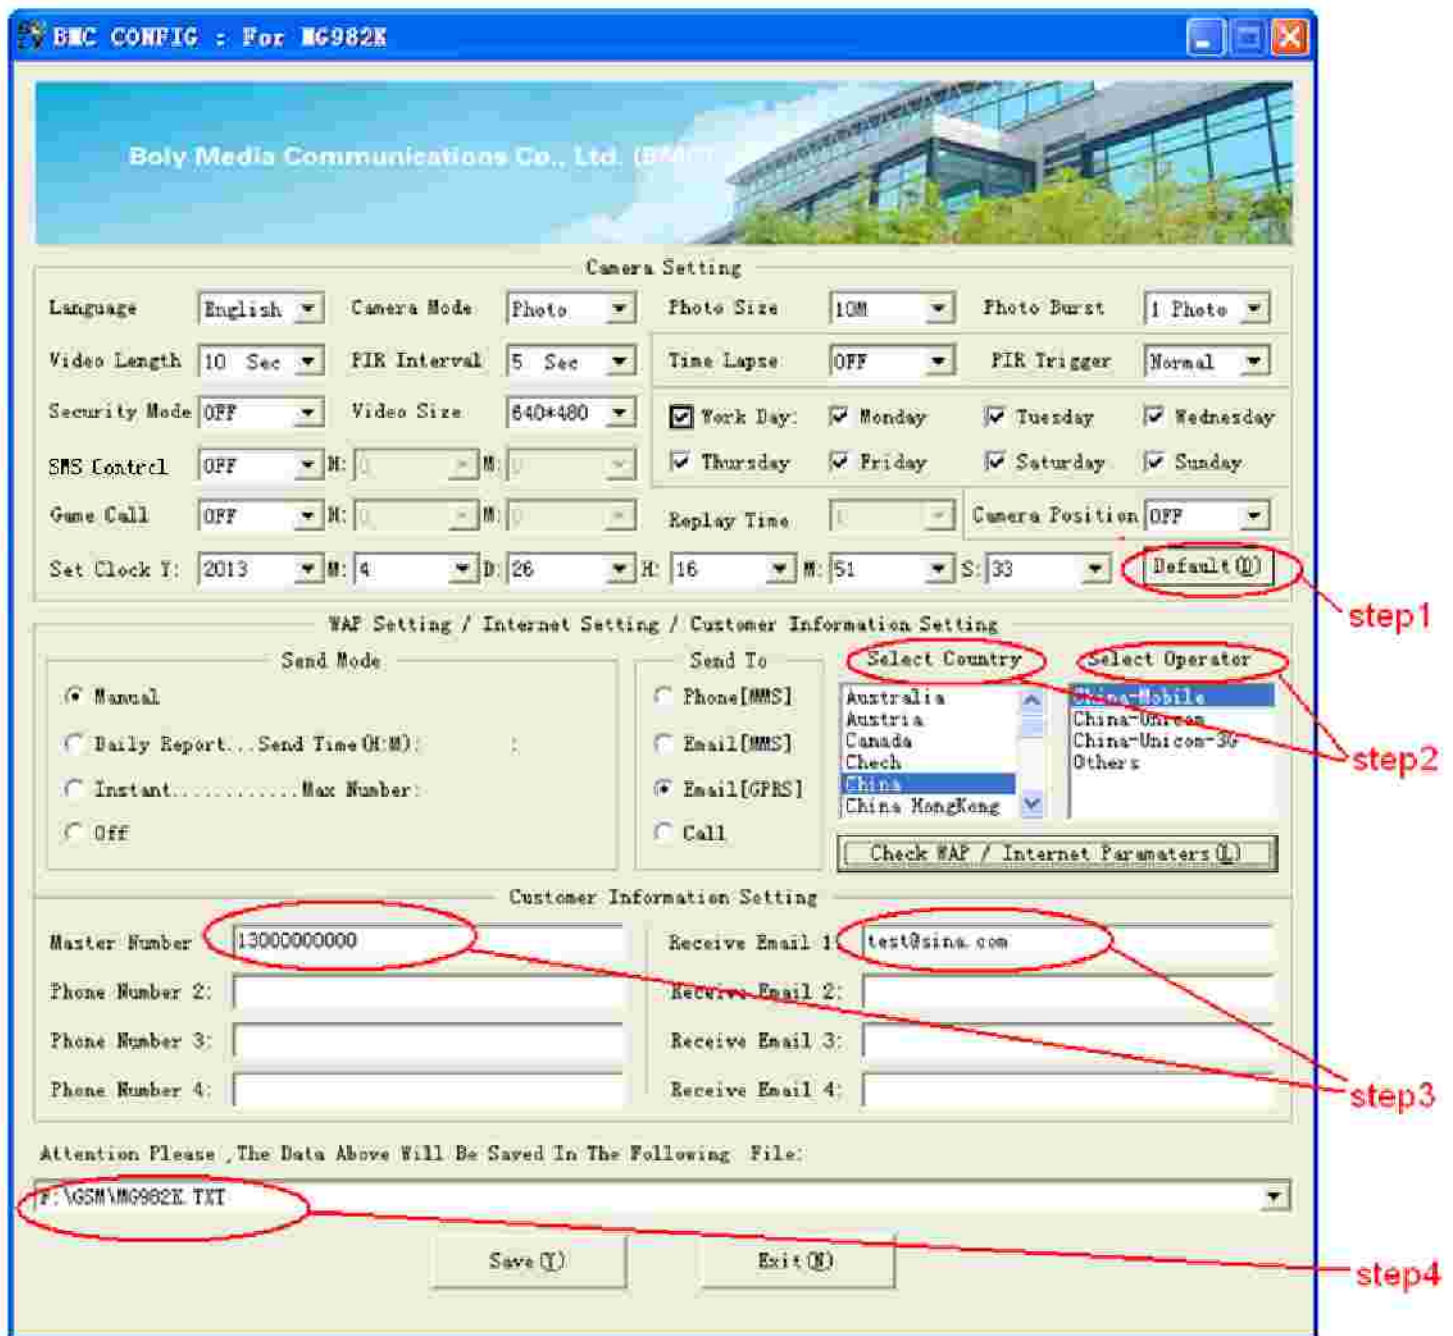 BMC CONFIG : For MG982K
Boly Media Communications Co., Ltd. (BMC)
Camera Setting
Language English Camera Mode Photo Photo Size 10M Photo Burst 1 Photo
Video Length 10 Sec PIR Interval 5 Sec Time Lapse OFF PIR Trigger Normal
Security Mode OFF Video Size 640*480 Work Day: Monday Tuesday Wednesday
SMS Control OFF H: 0 M: 0 Thursday Friday Saturday Sunday
Game Call OFF H: 0 M: 0 Replay Time 1 Camera Position OFF
Set Clock Y: 2013 M: 4 D: 26 H: 16 M: 51 S: 33 Default(D)
step1
WAP Setting / Internet Setting / Customer Information Setting
Send Mode Send To Select Country Select Operator
Manual Phone[MMS] Australia China-Mobile
Austria China-Unicom
Daily Report...Send Time(H:M): : Email[MMS] Canada China-Unicom-3G
Chech Others
step2
Instant............Max Number: Email[GPRS] China
China HongKong
Off Call
Check WAP / Internet Paramaters(L)
Customer Information Setting
Master Number 13000000000 Receive Email 1: test@sina.com
Phone Number 2: Receive Email 2:
Phone Number 3: Receive Email 3:
Phone Number 4: Receive Email 4:
step3
Attention Please ,The Data Above Will Be Saved In The Following File:
F:\GSM\MG982K.TXT
Save(Y) Exit(N)
step4